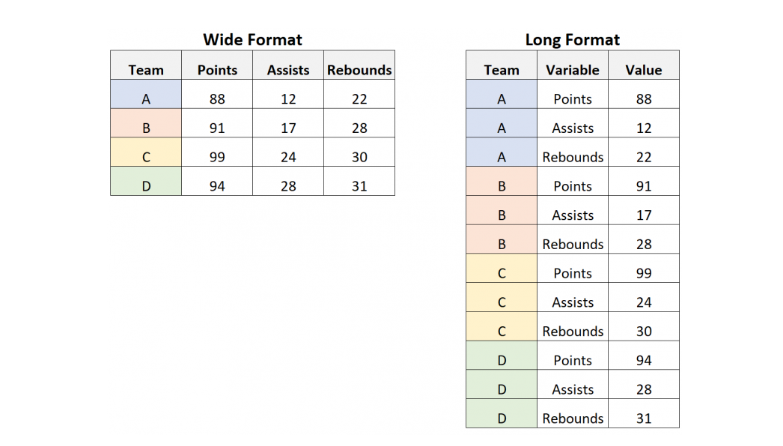 Wide Format
Team Points Assists Rebounds
A 88 12 22
B 91 17 28
C 99 24 30
D 94 28 31
Long Format
Team Variable Value
A Points 88
A Assists 12
A Rebounds 22
B Points 91
B Assists 17
B Rebounds 28
C Points 99
C Assists 24
C Rebounds 30
D Points 94
D Assists 28
D Rebounds 31